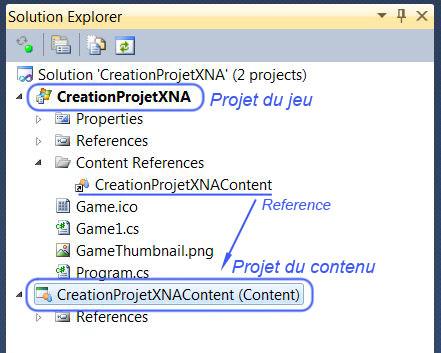 Solution Explorer
Solution 'CreationProjetXNA' (2 projects)
CreationProjetXNA Projet du jeu
Properties
References
Content References
CreationProjetXNAContent
Game.ico
Reference
Game1.cs
GameThumbnail.png
Program.cs
Projet du contenu
CreationProjetXNAContent (Content)
References